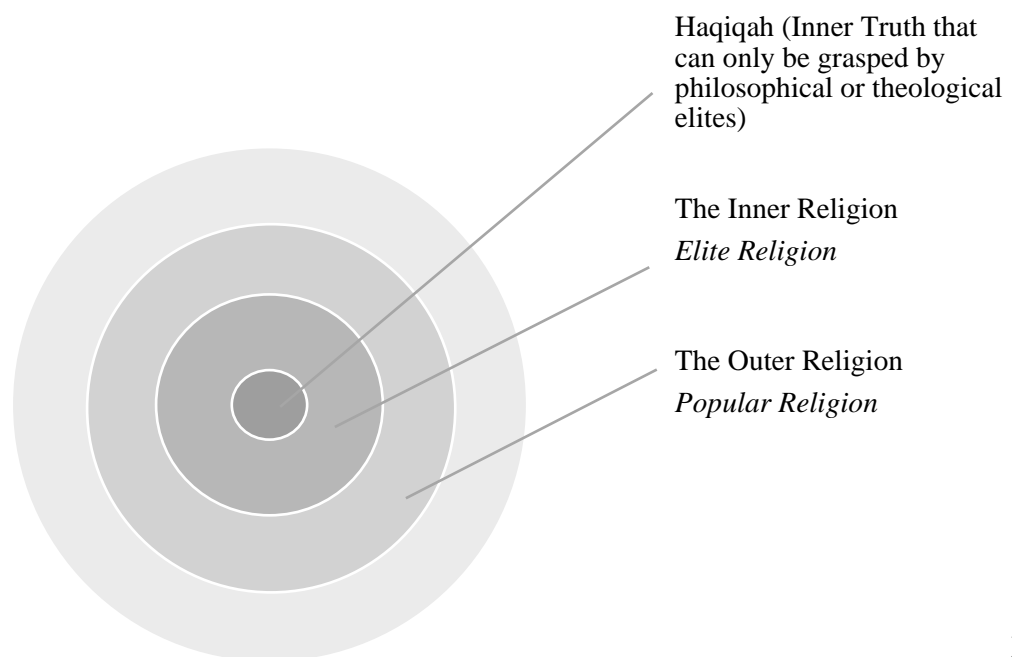 Haqiqah (Inner Truth that
can only be grasped by
philosophical or theological
elites)
The Inner Religion
Elite Religion
The Outer Religion
Popular Religion